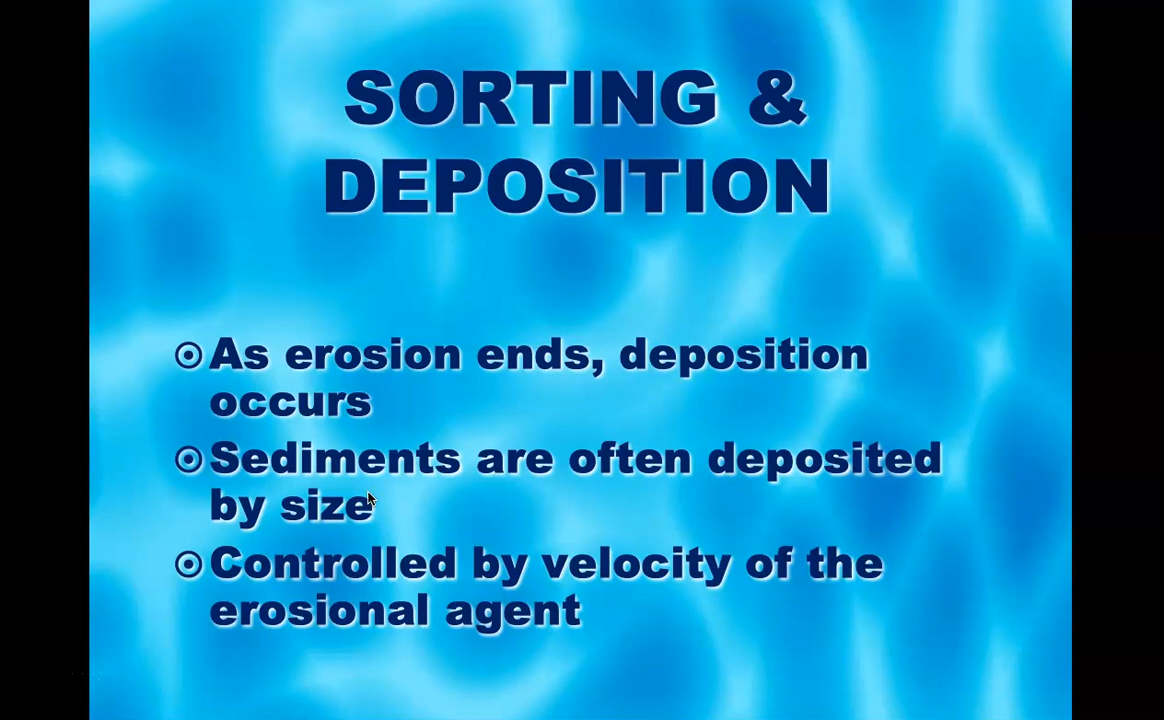 SORTING &
DEPOSITION
As erosion ends, deposition
occurs
Sediments are often deposited
by size
Controlled by velocity of the
erosional agent